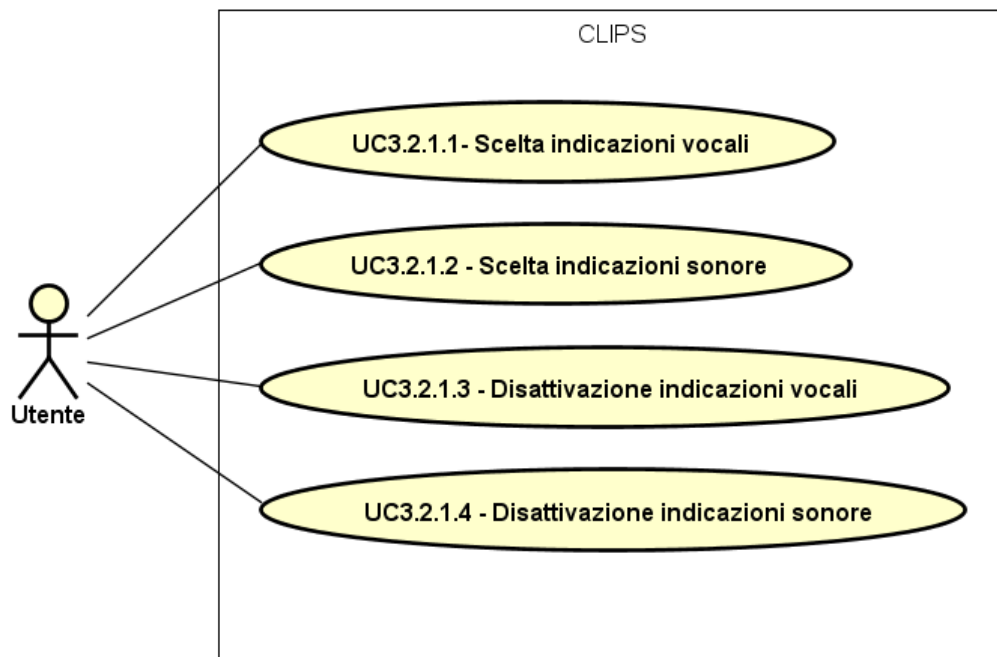 CLIPS
UC3.2.1.1- Scelta indicazioni vocali
UC3.2.1.2 - Scelta indicazioni sonore
UC3.2.1.3 - Disattivazione indicazioni vocali
Utente
UC3.2.1.4 - Disattivazione indicazioni sonore